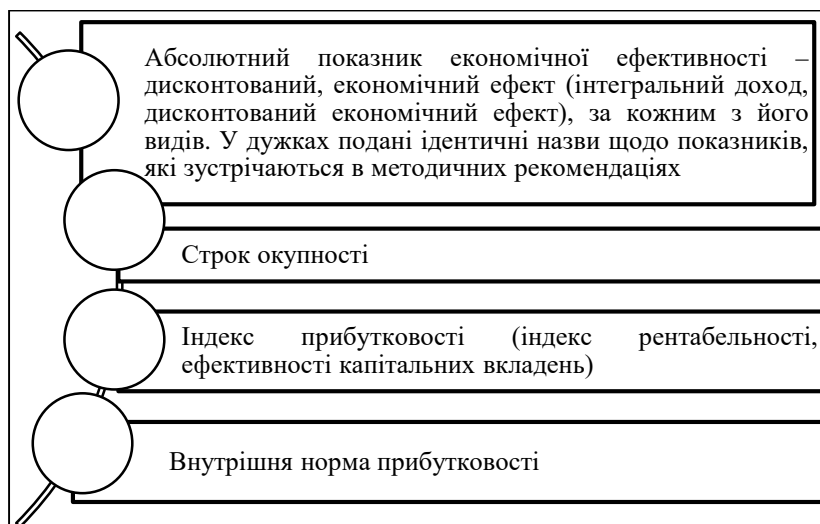 Абсолютний показник економічної ефективності –
дисконтований, економічний ефект (інтегральний доход,
дисконтований економічний ефект), за кожним з його
видів. У дужках подані ідентичні назви щодо показників,
які зустрічаються в методичних рекомендаціях
Строк окупності
Індекс прибутковості (індекс рентабельності,
ефективності капітальних вкладень)
Внутрішня норма прибутковості